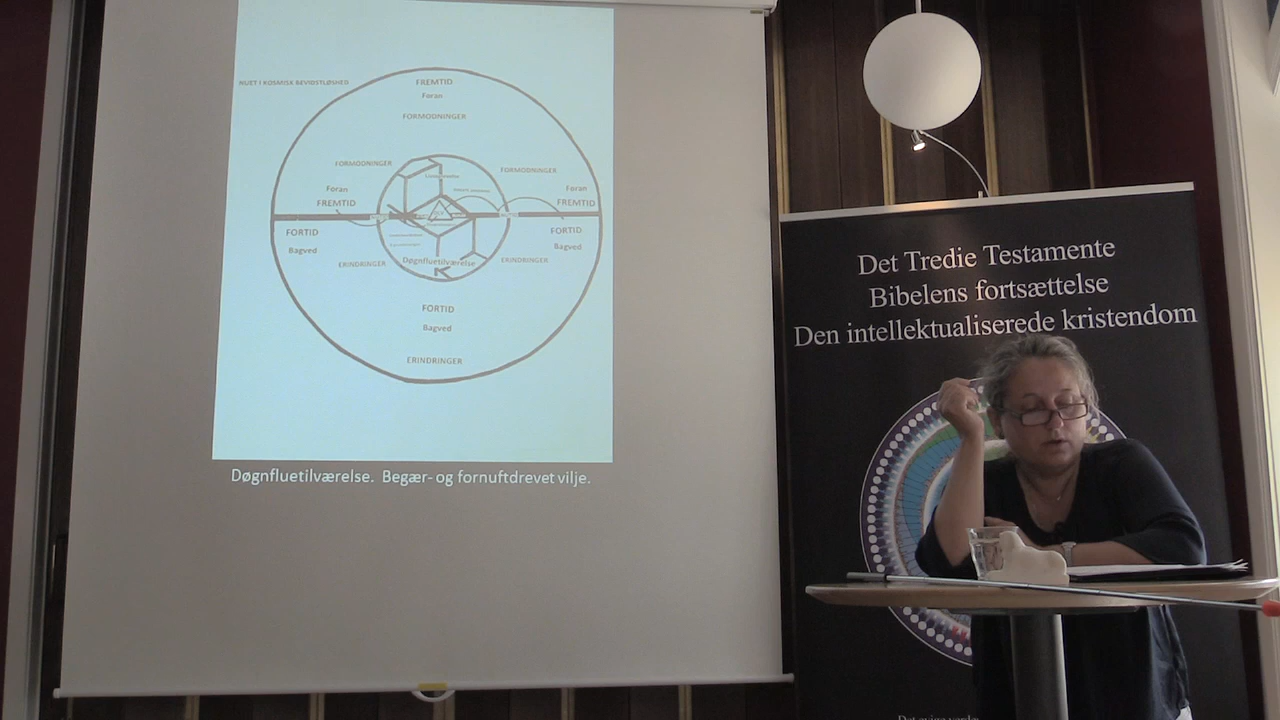 NUET I KOSMISK BEVIDSTLØSHED
FREMTID
Foran
FORMODNINGER
FORMODNINGER
FORMODNINGER
Foran
FREMTID
Foran
FREMTID
FORTID
Bagved
FORTID
Bagved
ERINDRINGER
Døgnfluetilværelse
ERINDRINGER
FORTID
Bagved
ERINDRINGER
Døgnfluetilværelse. Begær- og fornuftdrevet vilje.
Det Tredie Testamente
Bibelens fortsættelse
Den intellektualiserede kristendom